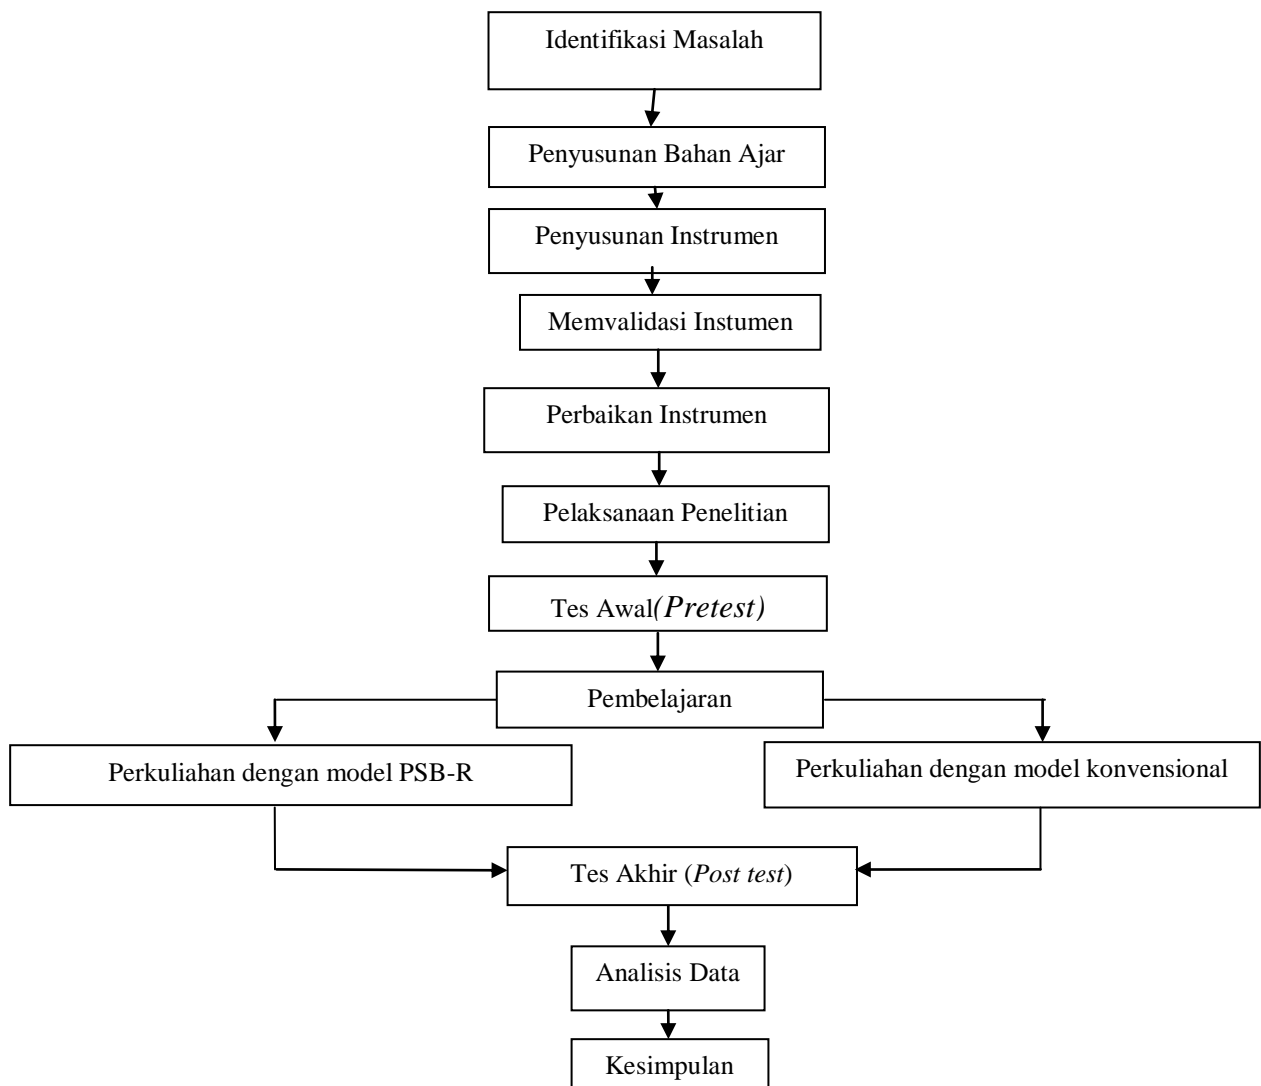 Identifikasi Masalah
Penyusunan Bahan Ajar
Penyusunan Instrumen
Memvalidasi Instumen
Perbaikan Instrumen
Pelaksanaan Penelitian
Tes Awal(Pretest)
Pembelajaran
Perkuliahan dengan model PSB-R
Perkuliahan dengan model konvensional
Tes Akhir (Post test)
Analisis Data
Kesimpulan